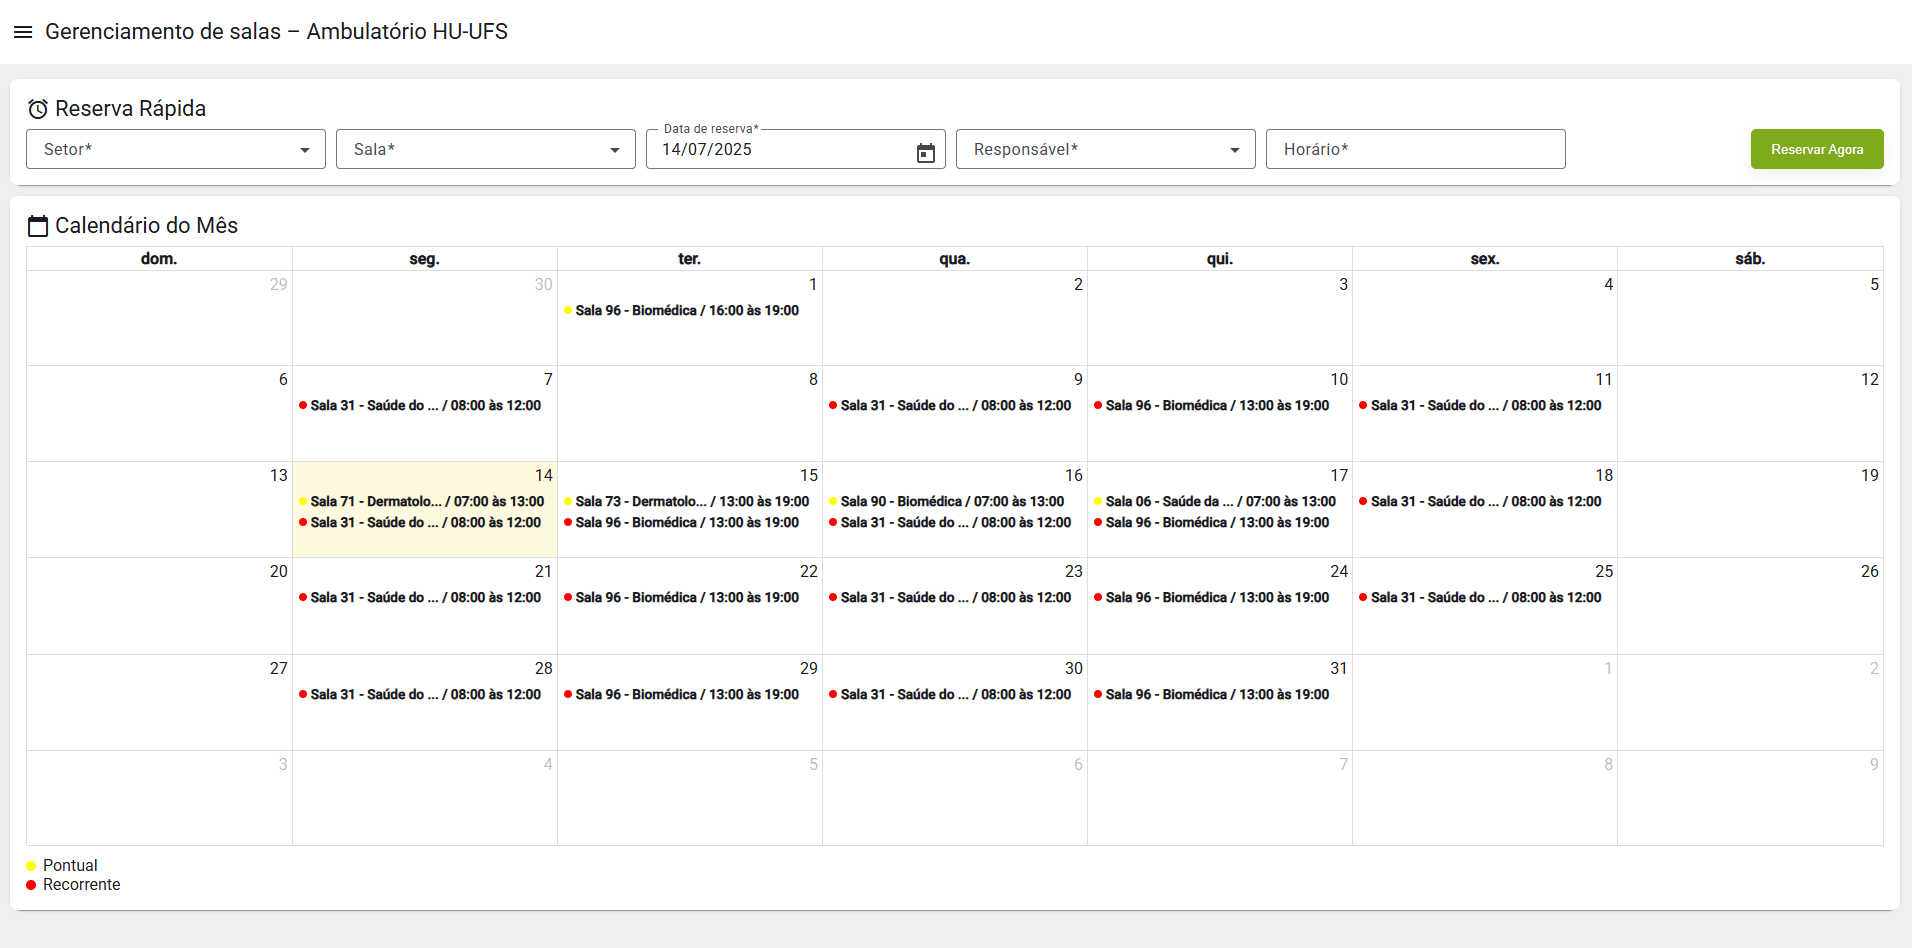 Gerenciamento de salas – Ambulatório HU-UFS
Reserva Rápida
Setor*
Sala*
Data de reserva*
14/07/2025
Responsável*
Horário*
Reservar Agora
Calendário do Mês
dom. seg. ter. qua. qui. sex. sáb.
29 30 1 2 3 4 5
Sala 96 - Biomédica / 16:00 às 19:00
6 7 8 9 10 11 12
Sala 31 - Saúde do ... / 08:00 às 12:00 Sala 31 - Saúde do ... / 08:00 às 12:00 Sala 96 - Biomédica / 13:00 às 19:00 Sala 31 - Saúde do ... / 08:00 às 12:00
13 14 15 16 17 18 19
Sala 71 - Dermatolo... / 07:00 às 13:00 Sala 73 - Dermatolo... / 13:00 às 19:00 Sala 90 - Biomédica / 07:00 às 13:00 Sala 06 - Saúde da ... / 07:00 às 13:00 Sala 31 - Saúde do ... / 08:00 às 12:00
Sala 31 - Saúde do ... / 08:00 às 12:00 Sala 96 - Biomédica / 13:00 às 19:00 Sala 31 - Saúde do ... / 08:00 às 12:00 Sala 96 - Biomédica / 13:00 às 19:00
20 21 22 23 24 25 26
Sala 31 - Saúde do ... / 08:00 às 12:00 Sala 96 - Biomédica / 13:00 às 19:00 Sala 31 - Saúde do ... / 08:00 às 12:00 Sala 96 - Biomédica / 13:00 às 19:00 Sala 31 - Saúde do ... / 08:00 às 12:00
27 28 29 30 31 1 2
Sala 31 - Saúde do ... / 08:00 às 12:00 Sala 96 - Biomédica / 13:00 às 19:00 Sala 31 - Saúde do ... / 08:00 às 12:00 Sala 96 - Biomédica / 13:00 às 19:00
3 4 5 6 7 8 9
Pontual
Recorrente